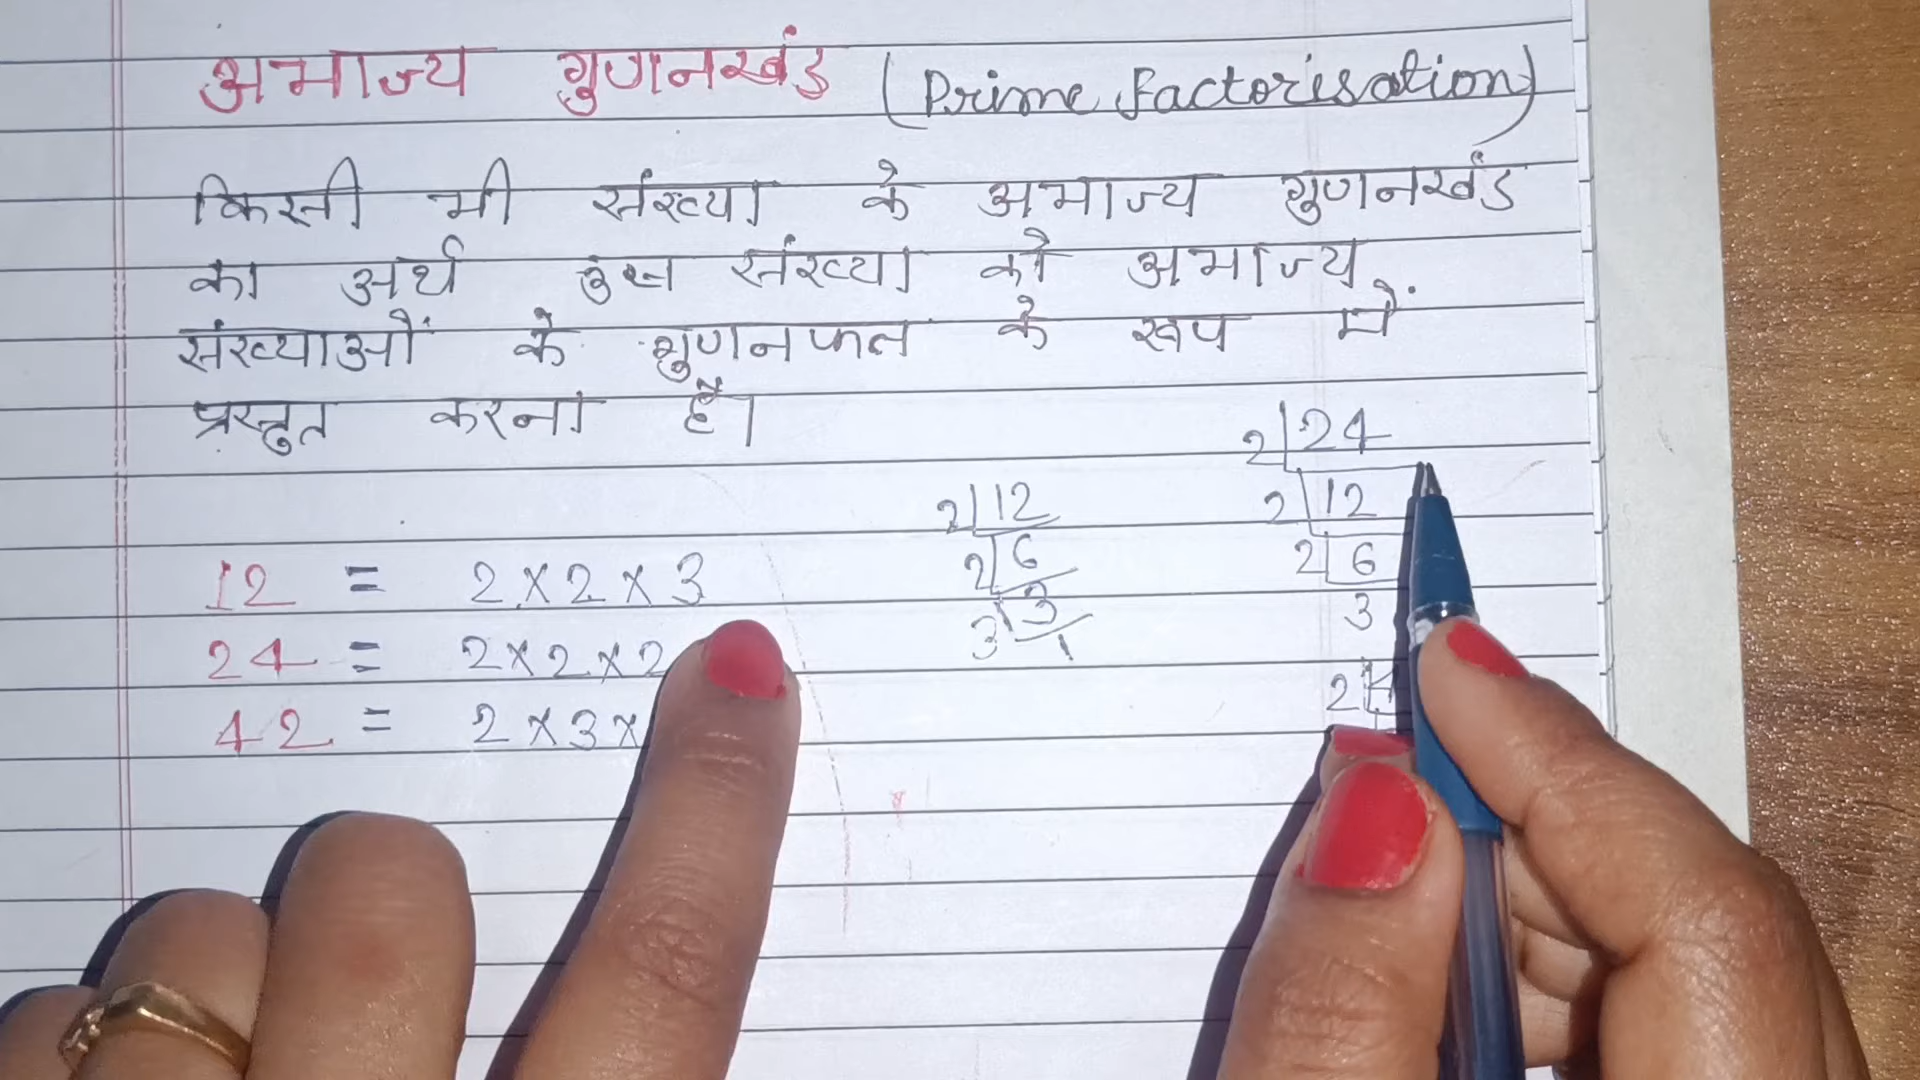 अभाज्य गुणनखंड (Prime factorisation)
किसी भी संख्या के अभाज्य गुणनखंड
का अर्थ उस संख्या को अभाज्य
संख्याओं के गुणनफल के रूप में
प्रस्तुत करना है।
12 = 2×2×3
24 = 2×2×2
42 = 2×3×
2 12
2 6
3 3
1
2 24
2 12
2 6
3
2